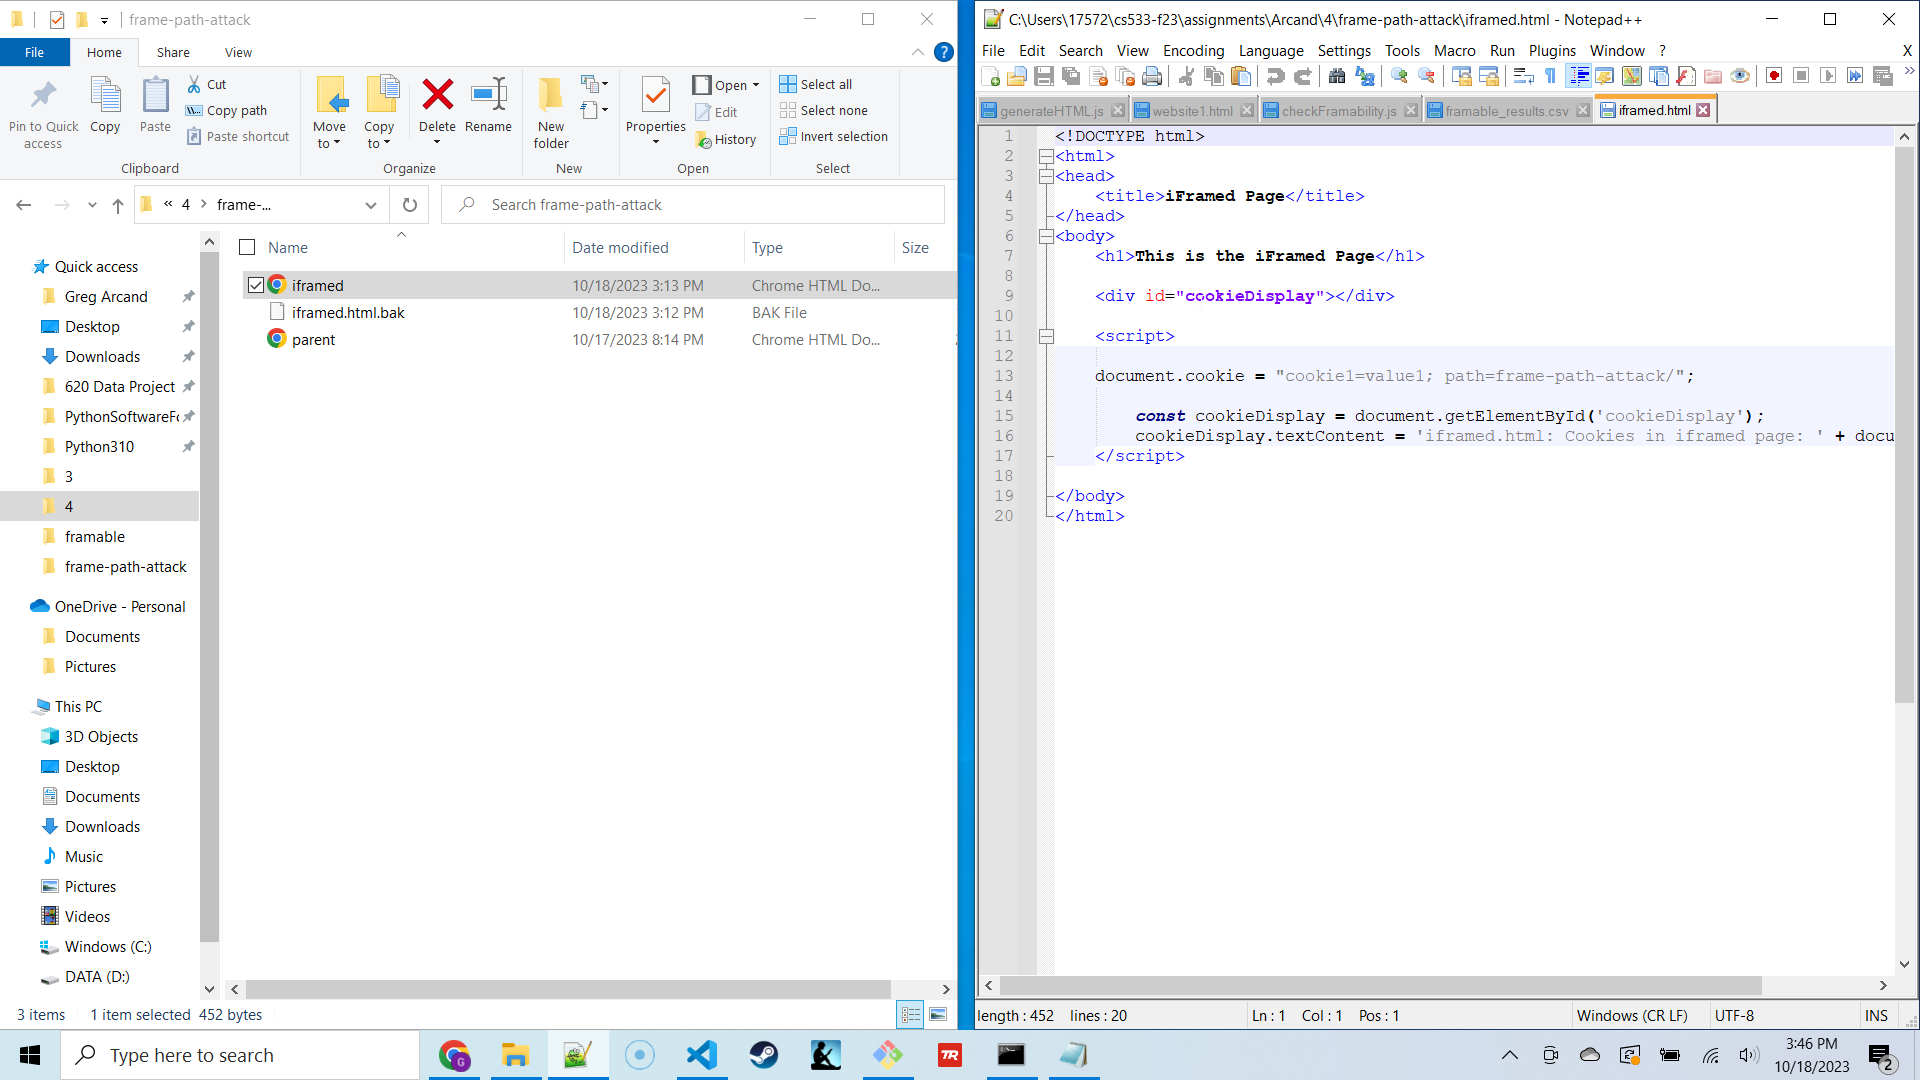 frame-path-attack
File Home Share View
Pin to Quick access
Copy
Paste
Cut
Copy path
Paste shortcut
Clipboard
Move to
Copy to
Delete
Rename
Organize
New folder
New
Properties
Open
Edit
History
Open
Select all
Select none
Invert selection
Select
« 4 > frame-...
Search frame-path-attack
Name Date modified Type Size
iframed 10/18/2023 3:13 PM Chrome HTML Do...
iframed.html.bak 10/18/2023 3:12 PM BAK File
parent 10/17/2023 8:14 PM Chrome HTML Do...
Quick access
Greg Arcand
Desktop
Downloads
620 Data Project
PythonSoftwareFo
Python310
3
4
framable
frame-path-attack
OneDrive - Personal
Documents
Pictures
This PC
3D Objects
Desktop
Documents
Downloads
Music
Pictures
Videos
Windows (C:)
DATA (D:)
3 items 1 item selected 452 bytes
C:\Users\17572\cs533-f23\assignments\Arcand\4\frame-path-attack\iframed.html - Notepad++
File Edit Search View Encoding Language Settings Tools Macro Run Plugins Window ? X
generateHTML.js website1.html checkFramability.js framable_results.csv iframed.html
1 <!DOCTYPE html>
2 <html>
3 <head>
4 <title>iFramed Page</title>
5 </head>
6 <body>
7 <h1>This is the iFramed Page</h1>
8
9 <div id="cookieDisplay"></div>
10
11 <script>
12
13 document.cookie = "cookie1=value1; path=frame-path-attack/";
14
15 const cookieDisplay = document.getElementById('cookieDisplay');
16 cookieDisplay.textContent = 'iframed.html: Cookies in iframed page: ' + docu
17 </script>
18
19 </body>
20 </html>
length : 452 lines : 20 Ln : 1 Col : 1 Pos : 1 Windows (CR LF) UTF-8 INS
Type here to search
G
TR
3:46 PM
10/18/2023
2